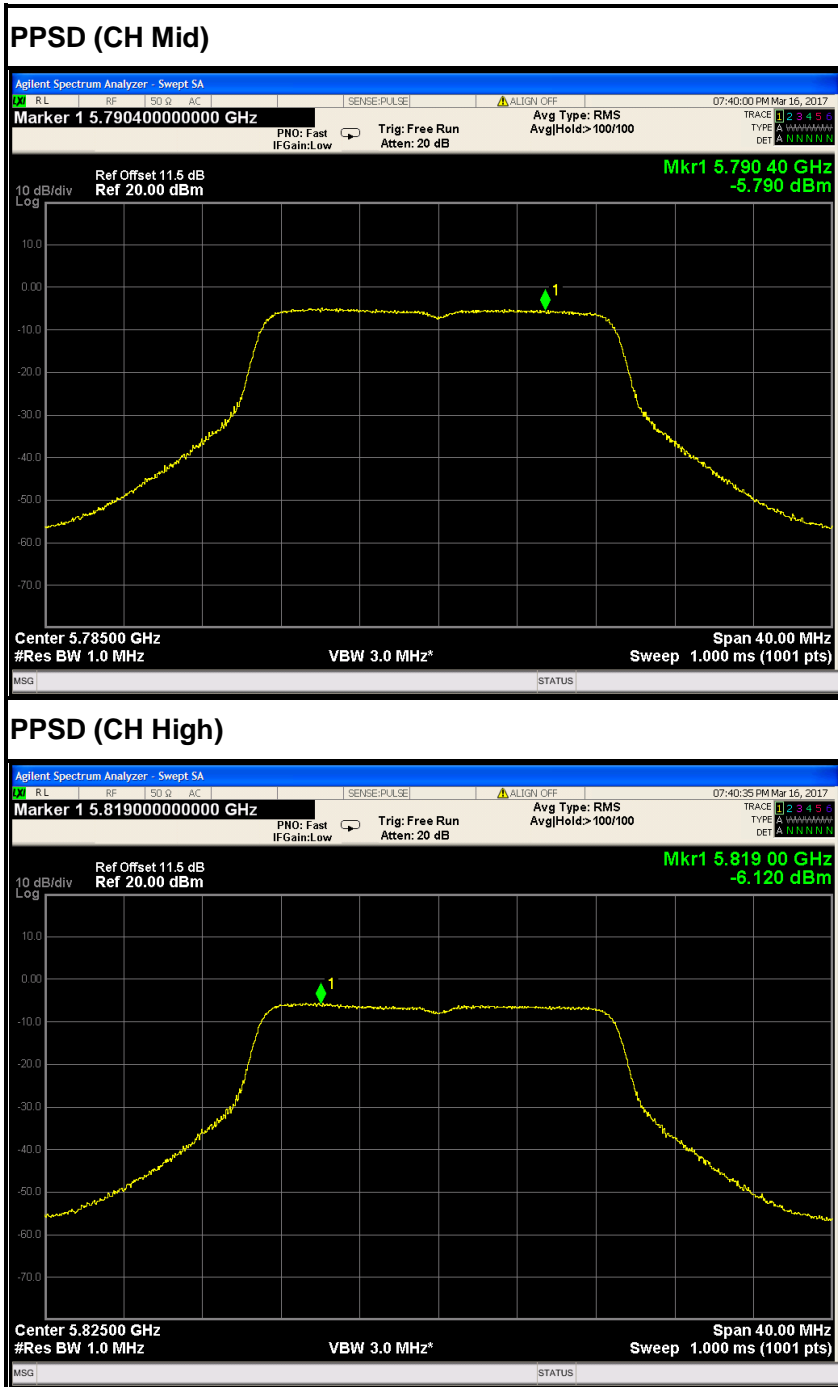 PPSD (CH Mid)
Agilent Spectrum Analyzer - Swept SA
LXI RL RF 50 Ω AC SENSE:PULSE ALIGN OFF 07:40:00 PM Mar 16, 2017
Marker 1 5.790400000000 GHz Avg Type: RMS TRACE 1 2 3 4 5 6
PNO: Fast Trig: Free Run Avg|Hold:>100/100 TYPE A WWWWW
IFGain:Low Atten: 20 dB DET A N N N N N
Mkr1 5.790 40 GHz
Ref Offset 11.5 dB
10 dB/div Ref 20.00 dBm -5.790 dBm
Log
10.0
0.00
1
-10.0
-20.0
-30.0
-40.0
-50.0
-60.0
-70.0
Center 5.78500 GHz Span 40.00 MHz
#Res BW 1.0 MHz VBW 3.0 MHz* Sweep 1.000 ms (1001 pts)
MSG STATUS
PPSD (CH High)
Agilent Spectrum Analyzer - Swept SA
LXI RL RF 50 Ω AC SENSE:PULSE ALIGN OFF 07:40:35 PM Mar 16, 2017
Marker 1 5.819000000000 GHz Avg Type: RMS TRACE 1 2 3 4 5 6
PNO: Fast Trig: Free Run Avg|Hold:>100/100 TYPE A WWWWW
IFGain:Low Atten: 20 dB DET A N N N N N
Mkr1 5.819 00 GHz
Ref Offset 11.5 dB
10 dB/div Ref 20.00 dBm -6.120 dBm
Log
10.0
0.00
1
-10.0
-20.0
-30.0
-40.0
-50.0
-60.0
-70.0
Center 5.82500 GHz Span 40.00 MHz
#Res BW 1.0 MHz VBW 3.0 MHz* Sweep 1.000 ms (1001 pts)
MSG STATUS